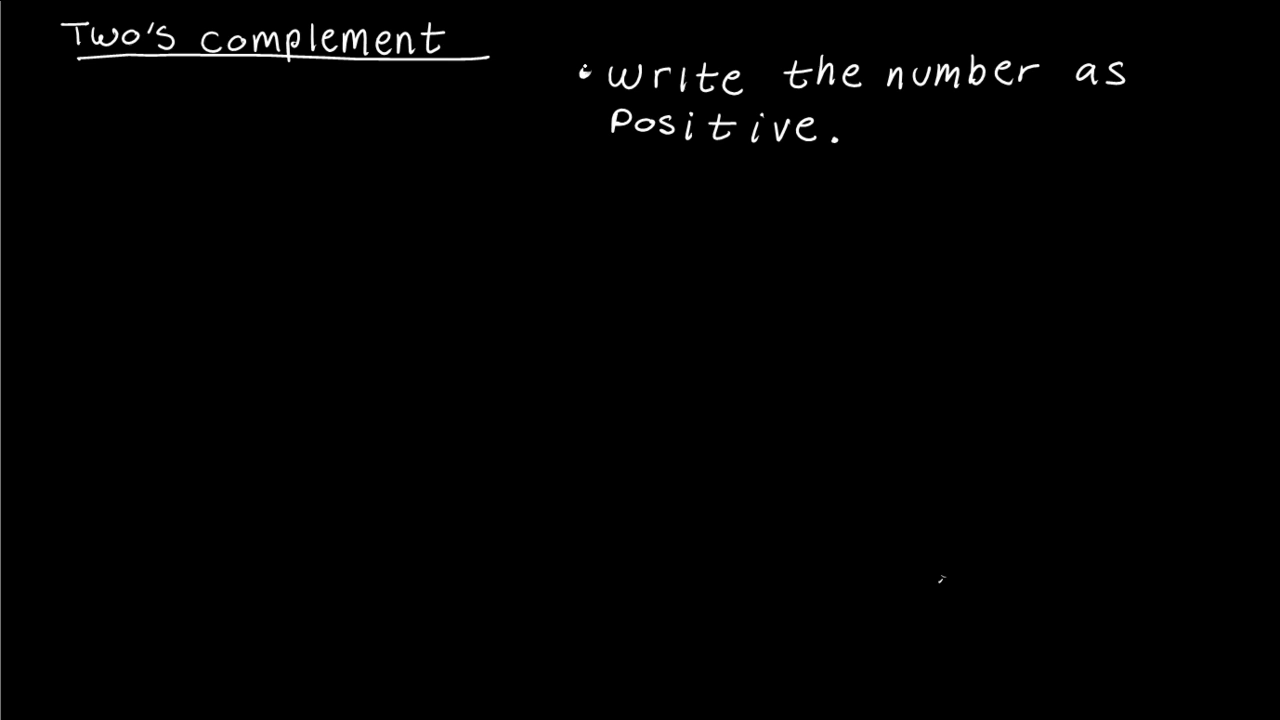 Two's complement
• write the number as
Positive.